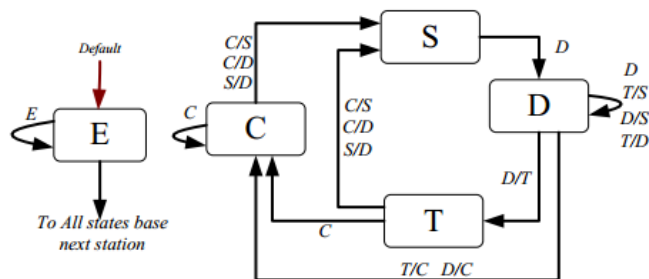 Default
E
E
To All states base
next station
C/S
C/D
S/D
C
C
S
D
D
D
T/S
D/S
T/D
C/S
C/D
S/D
D/T
T
C
T/C D/C